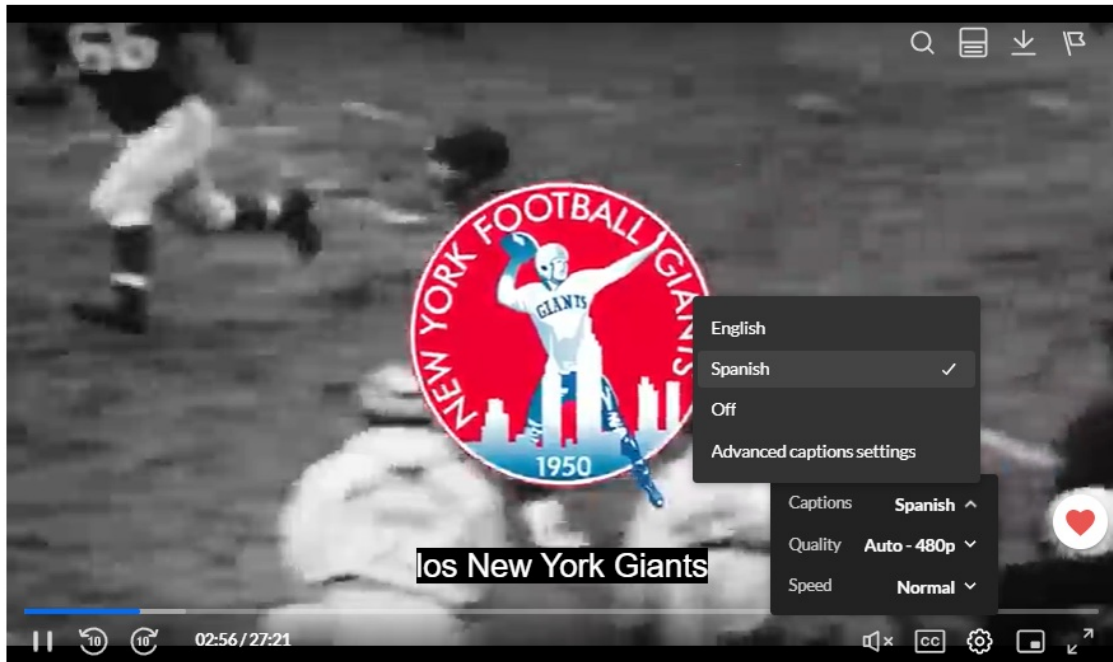 66
NEW YORK FOOTBALL GIANTS
GIANTS
1950
English
Spanish
Off
Advanced captions settings
Captions Spanish
Quality Auto - 480p
Speed Normal
los New York Giants
10 10 02:56 / 27:21
CC